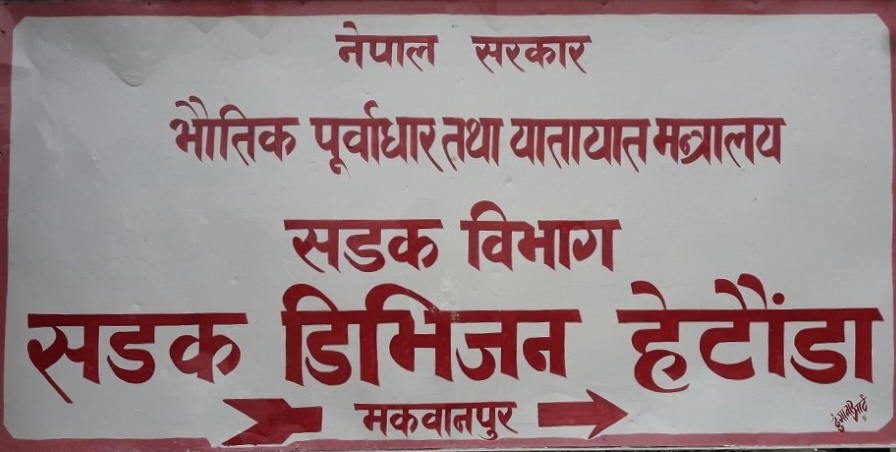 नेपाल सरकार
भौतिक पूर्वाधार तथा यातायात मन्त्रालय
सडक विभाग
सडक डिभिजन हेटौंडा
मकवानपुर